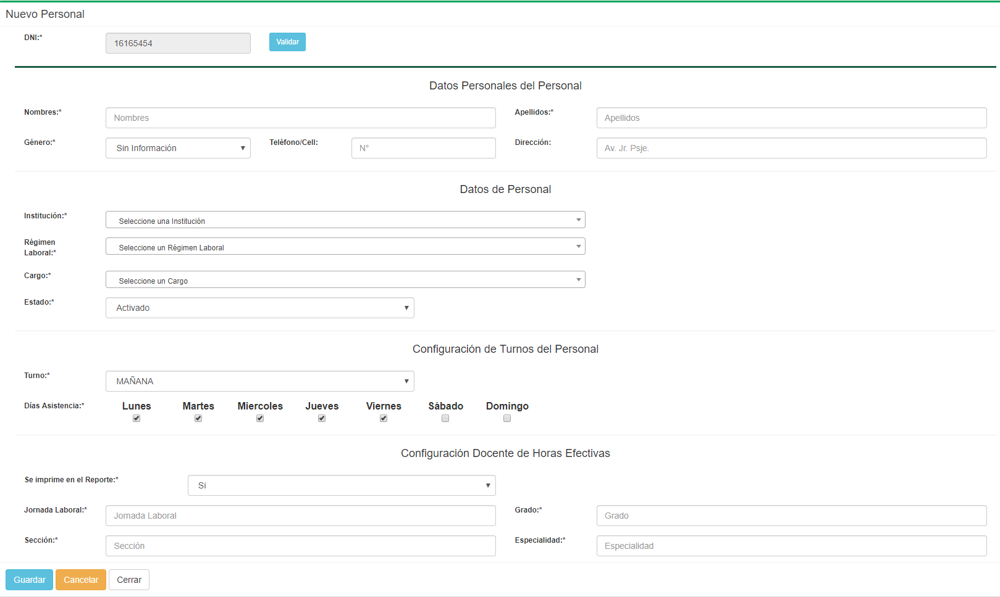 Nuevo Personal
DNI:* 16165454 Validar
Datos Personales del Personal
Nombres:* Nombres Apellidos:* Apellidos
Género:* Sin Información Teléfono/Cell: N° Dirección: Av. Jr. Psje.
Datos de Personal
Institución:* Seleccione una Institución
Régimen
Laboral:* Seleccione un Régimen Laboral
Cargo:* Seleccione un Cargo
Estado:* Activado
Configuración de Turnos del Personal
Turno:* MAÑANA
Días Asistencia:* Lunes Martes Miercoles Jueves Viernes Sábado Domingo
Configuración Docente de Horas Efectivas
Se imprime en el Reporte:* Si
Jornada Laboral:* Jornada Laboral Grado:* Grado
Sección:* Sección Especialidad:* Especialidad
Guardar Cancelar Cerrar